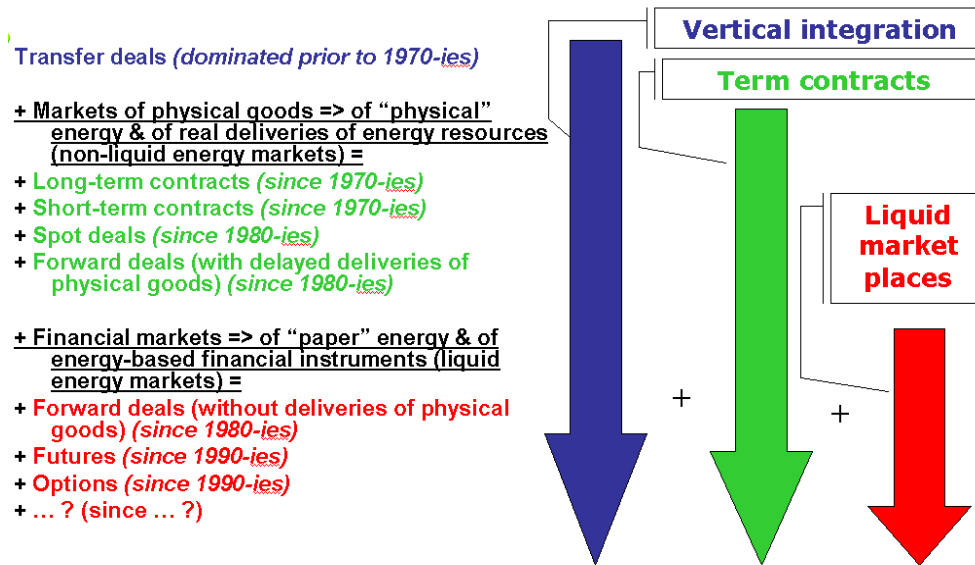 Transfer deals (dominated prior to 1970-ies)
+ Markets of physical goods => of “physical”
energy & of real deliveries of energy resources
(non-liquid energy markets) =
+ Long-term contracts (since 1970-ies)
+ Short-term contracts (since 1970-ies)
+ Spot deals (since 1980-ies)
+ Forward deals (with delayed deliveries of
physical goods) (since 1980-ies)
+ Financial markets => of “paper” energy & of
energy-based financial instruments (liquid
energy markets) =
+ Forward deals (without deliveries of physical
goods) (since 1980-ies)
+ Futures (since 1990-ies)
+ Options (since 1990-ies)
+ … ? (since … ?)
Vertical integration
Term contracts
Liquid
market
places
+
+